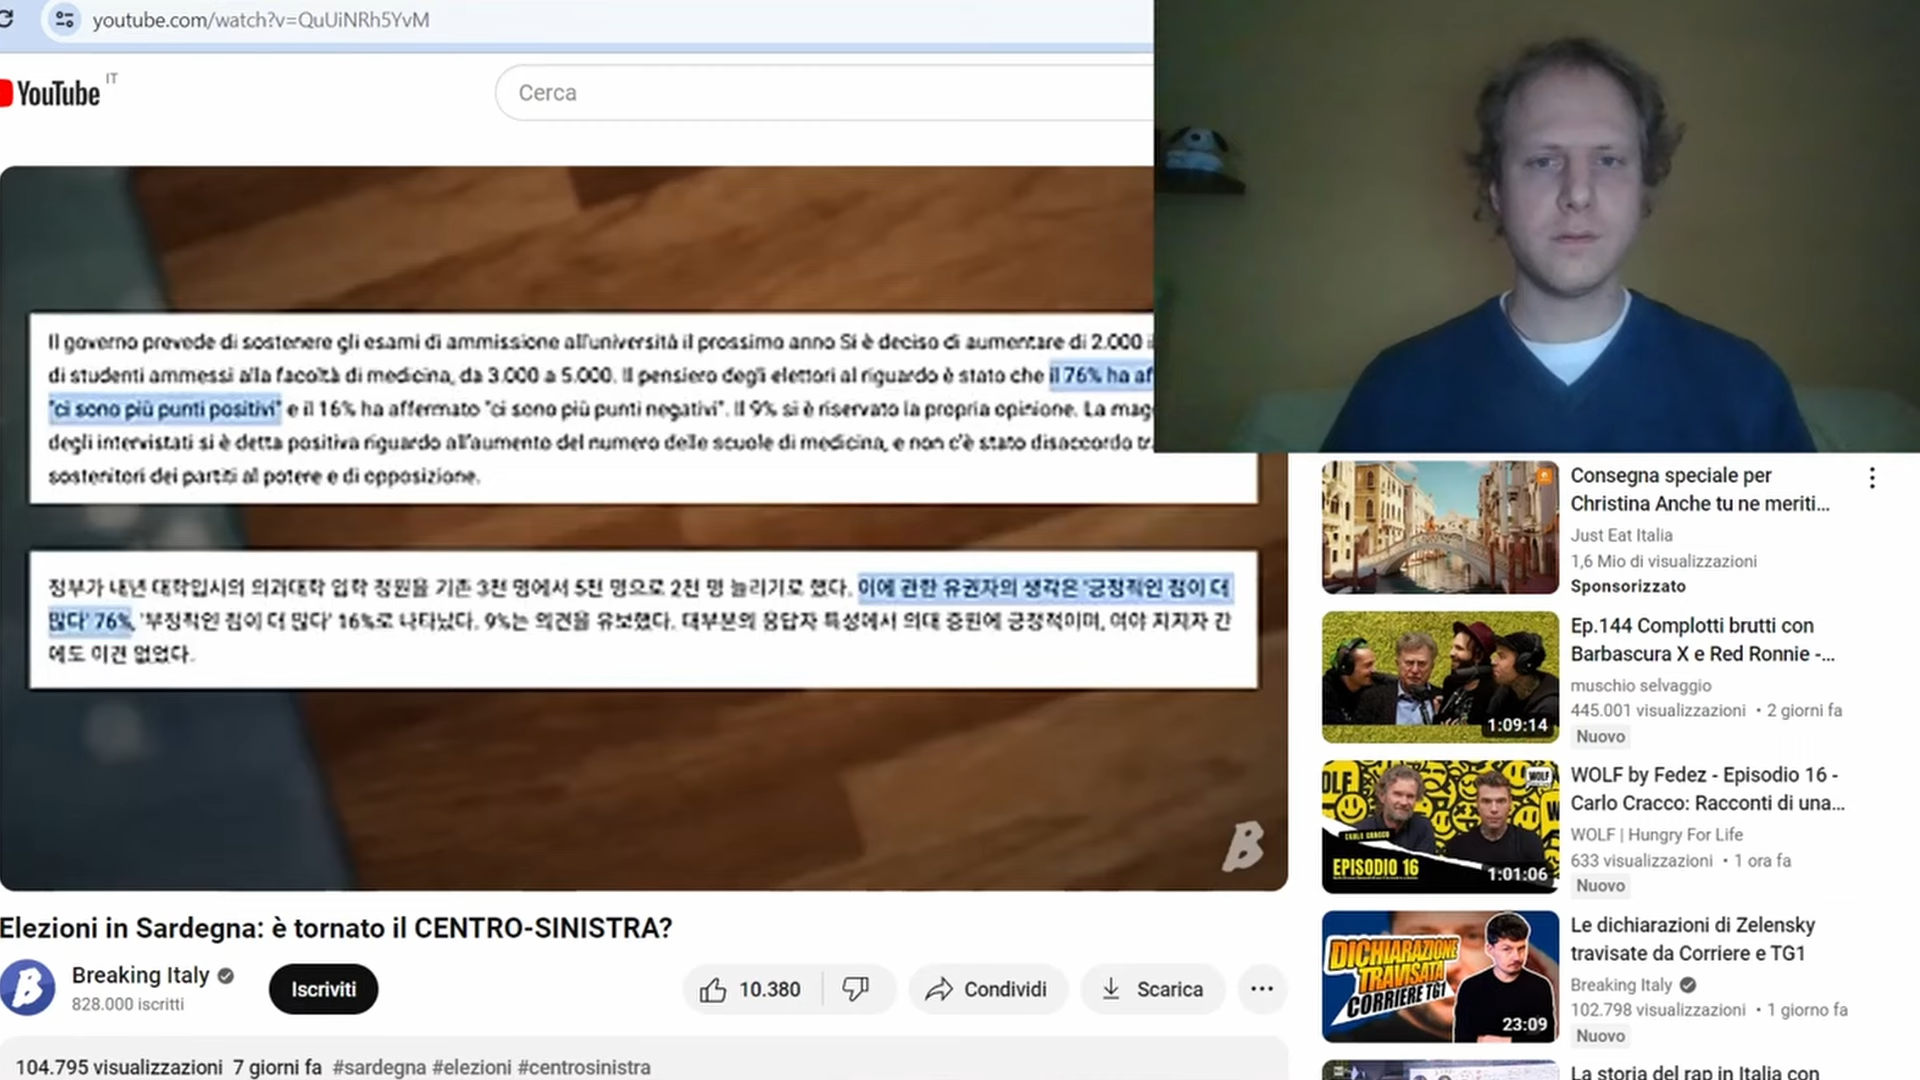 youtube.com/watch?v=QuUiNRh5YvM
YouTube IT
Cerca
Il governo prevede di sostenere gli esami di ammissione all'università il prossimo anno Si è deciso di aumentare di 2.000
di studenti ammessi alla facoltà di medicina, da 3.000 a 5.000. Il pensiero degli elettori al riguardo è stato che il 76% ha af
"ci sono più punti positivi" e il 16% ha affermato "ci sono più punti negativi". Il 9% si è riservato la propria opinione. La mag
degli intervistati si è detta positiva riguardo all'aumento del numero delle scuole di medicina, e non c'è stato disaccordo tr
sostenitori dei partiti al potere e di opposizione.
정부가 내년 대학입시의 의과대학 입학 정원을 기존 3천 명에서 5천 명으로 2천 명 늘리기로 했다. 이에 관한 유권자의 생각은 '긍정적인 점이 더
많다' 76%, '부정적인 점이 더 많다' 16%로 나타났다. 9%는 의견을 유보했다. 대부분의 응답자 특성에서 의대 증원에 긍정적이며, 여야 지지자 간
에도 이견 없었다.
B
Elezioni in Sardegna: è tornato il CENTRO-SINISTRA?
B
Breaking Italy
828.000 iscritti
Iscriviti
10.380
Condividi
Scarica
104.795 visualizzazioni 7 giorni fa #sardegna #elezioni #centrosinistra
Consegna speciale per
Christina Anche tu ne meriti...
Just Eat Italia
1,6 Mio di visualizzazioni
Sponsorizzato
1:09:14
Ep.144 Complotti brutti con
Barbascura X e Red Ronnie -...
muschio selvaggio
445.001 visualizzazioni • 2 giorni fa
Nuovo
WOLF
CARLO CRACCO
EPISODIO 16
1:01:06
WOLF by Fedez - Episodio 16 -
Carlo Cracco: Racconti di una...
WOLF | Hungry For Life
633 visualizzazioni • 1 ora fa
Nuovo
DICHIARAZIONE
TRAVISATA
CORRIERE TG1
23:09
Le dichiarazioni di Zelensky
travisate da Corriere e TG1
Breaking Italy
102.798 visualizzazioni • 1 giorno fa
Nuovo
La storia del rap in Italia con